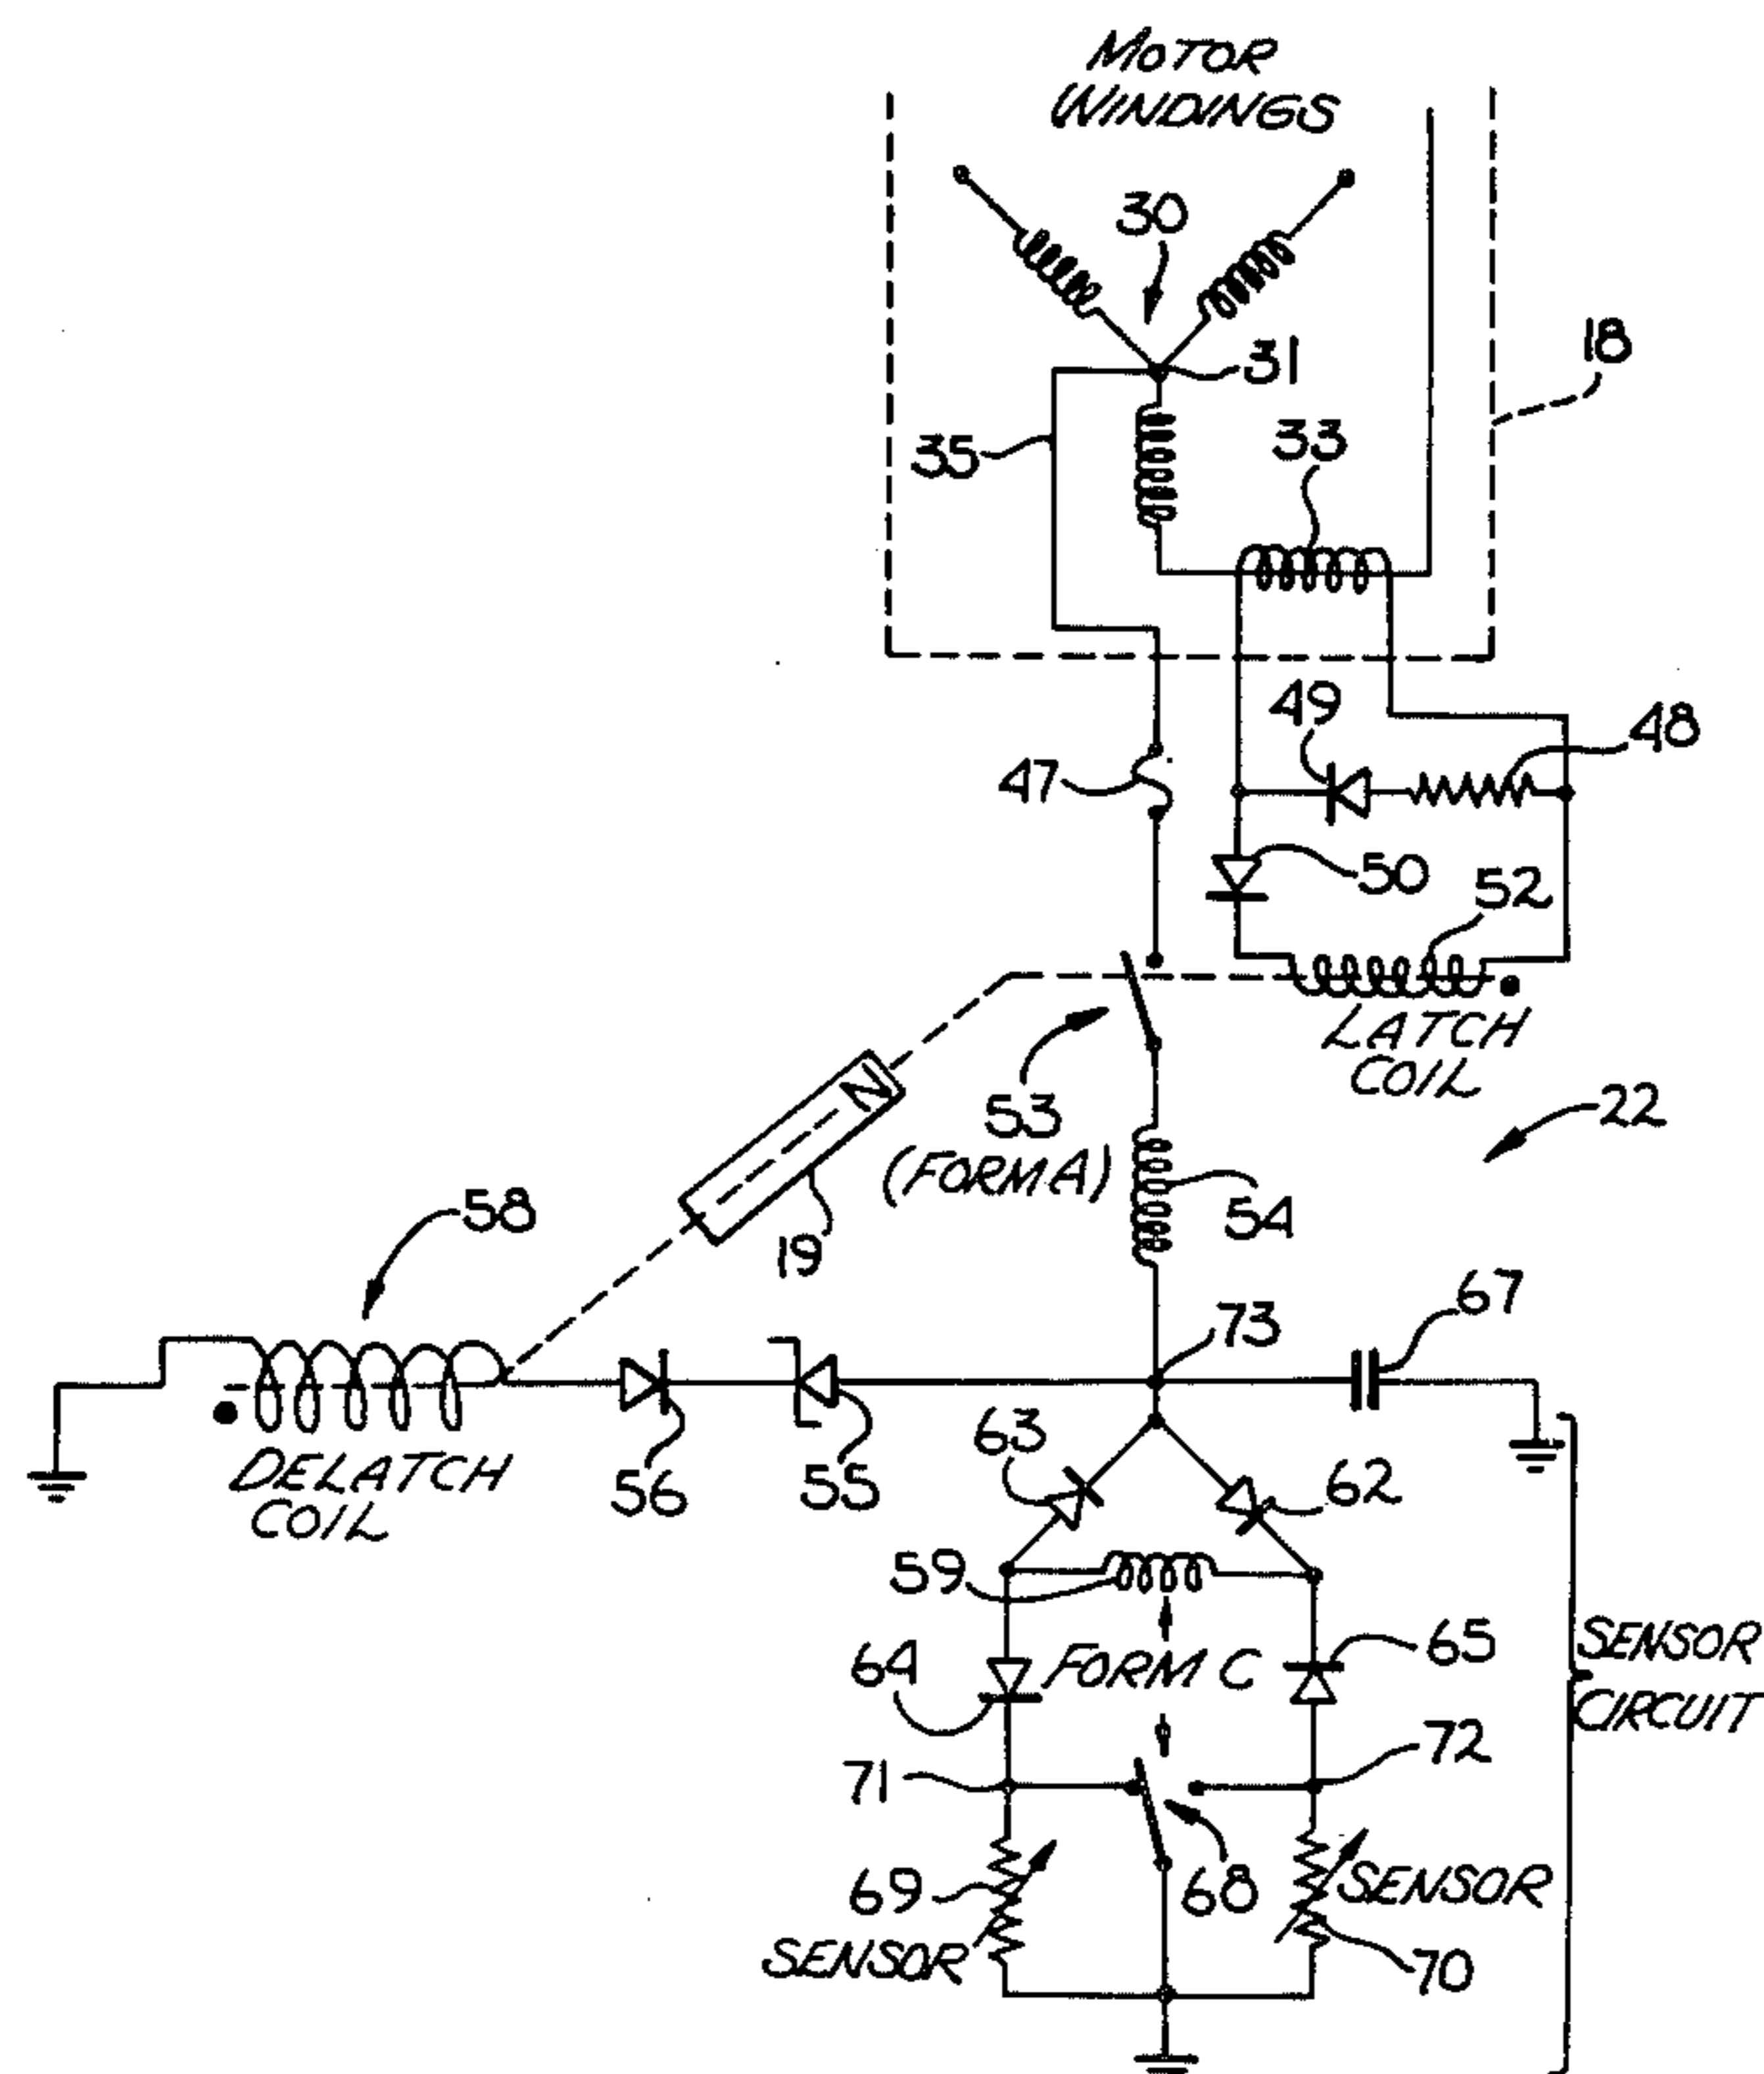 MOTOR
WINDINGS
30
31
18
35
33
49
48
47
50
52
LATCH
COIL
53
(FORM A)
22
N
19
54
58
73
67
DELATCH
COIL
56
55
63
62
59
64
FORM C
65
SENSOR
CIRCUIT
71
72
69
68
SENSOR
SENSOR
70